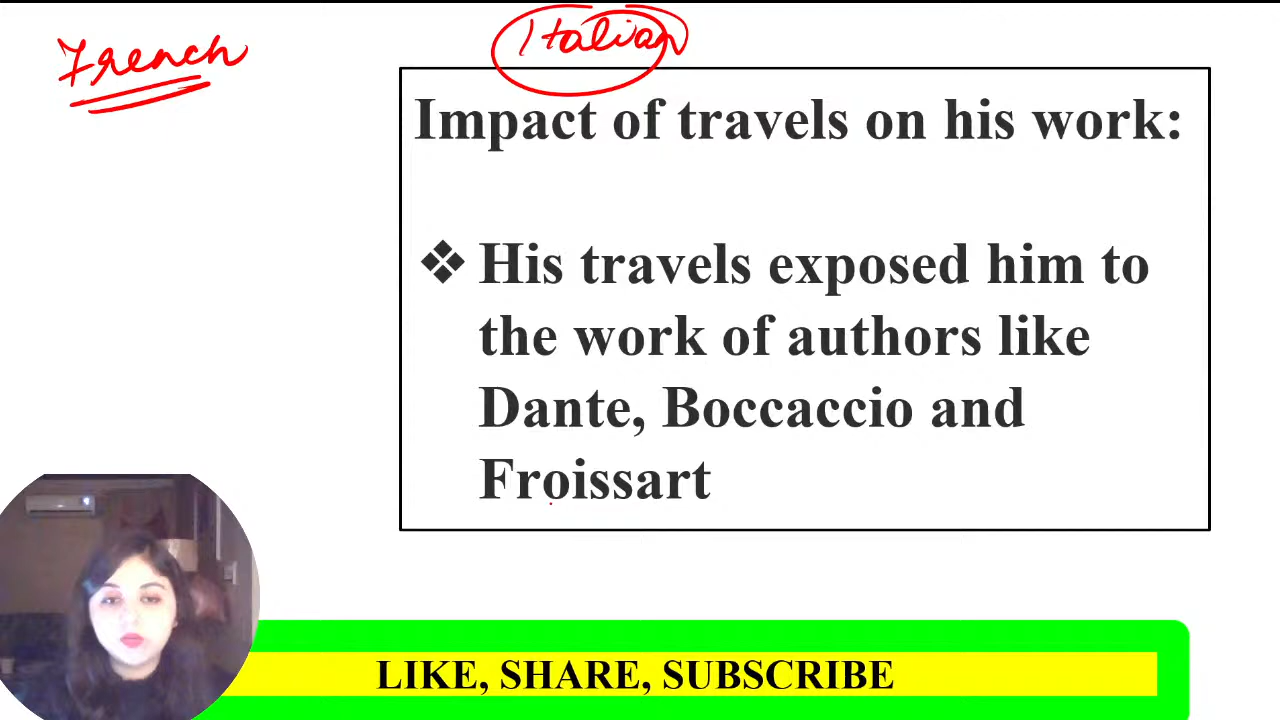 French
Italian
Impact of travels on his work:
❖ His travels exposed him to
the work of authors like
Dante, Boccaccio and
Froissart
LIKE, SHARE, SUBSCRIBE